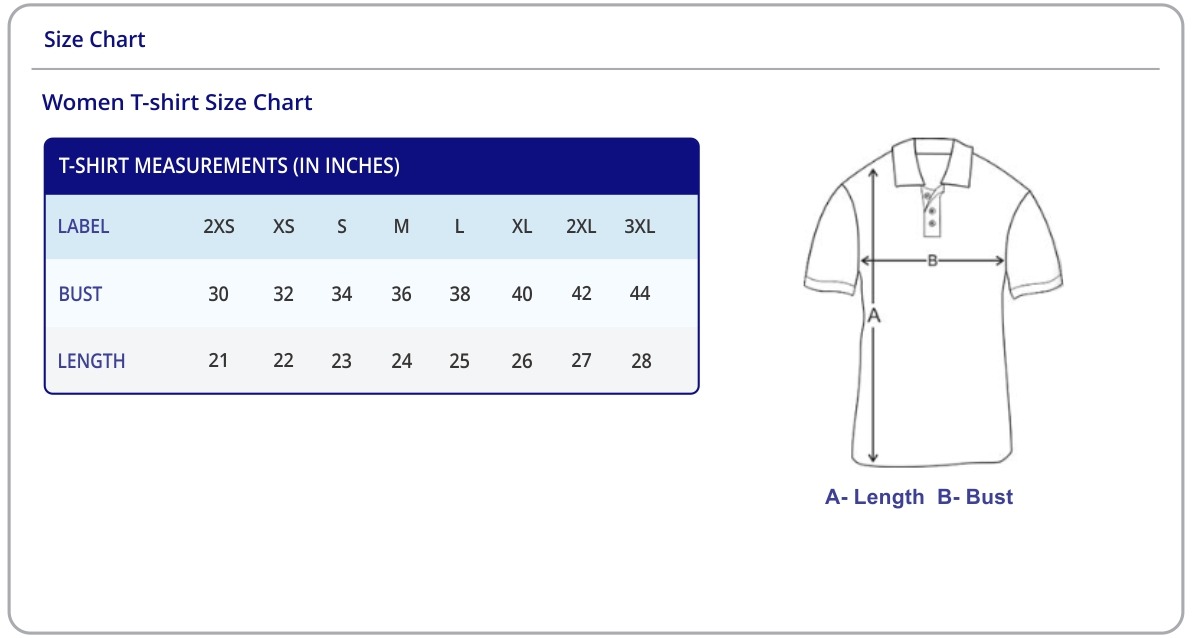 Size Chart
Women T-shirt Size Chart
T-SHIRT MEASUREMENTS (IN INCHES)
LABEL 2XS XS S M L XL 2XL 3XL
BUST 30 32 34 36 38 40 42 44
LENGTH 21 22 23 24 25 26 27 28
B
A
A- Length B- Bust